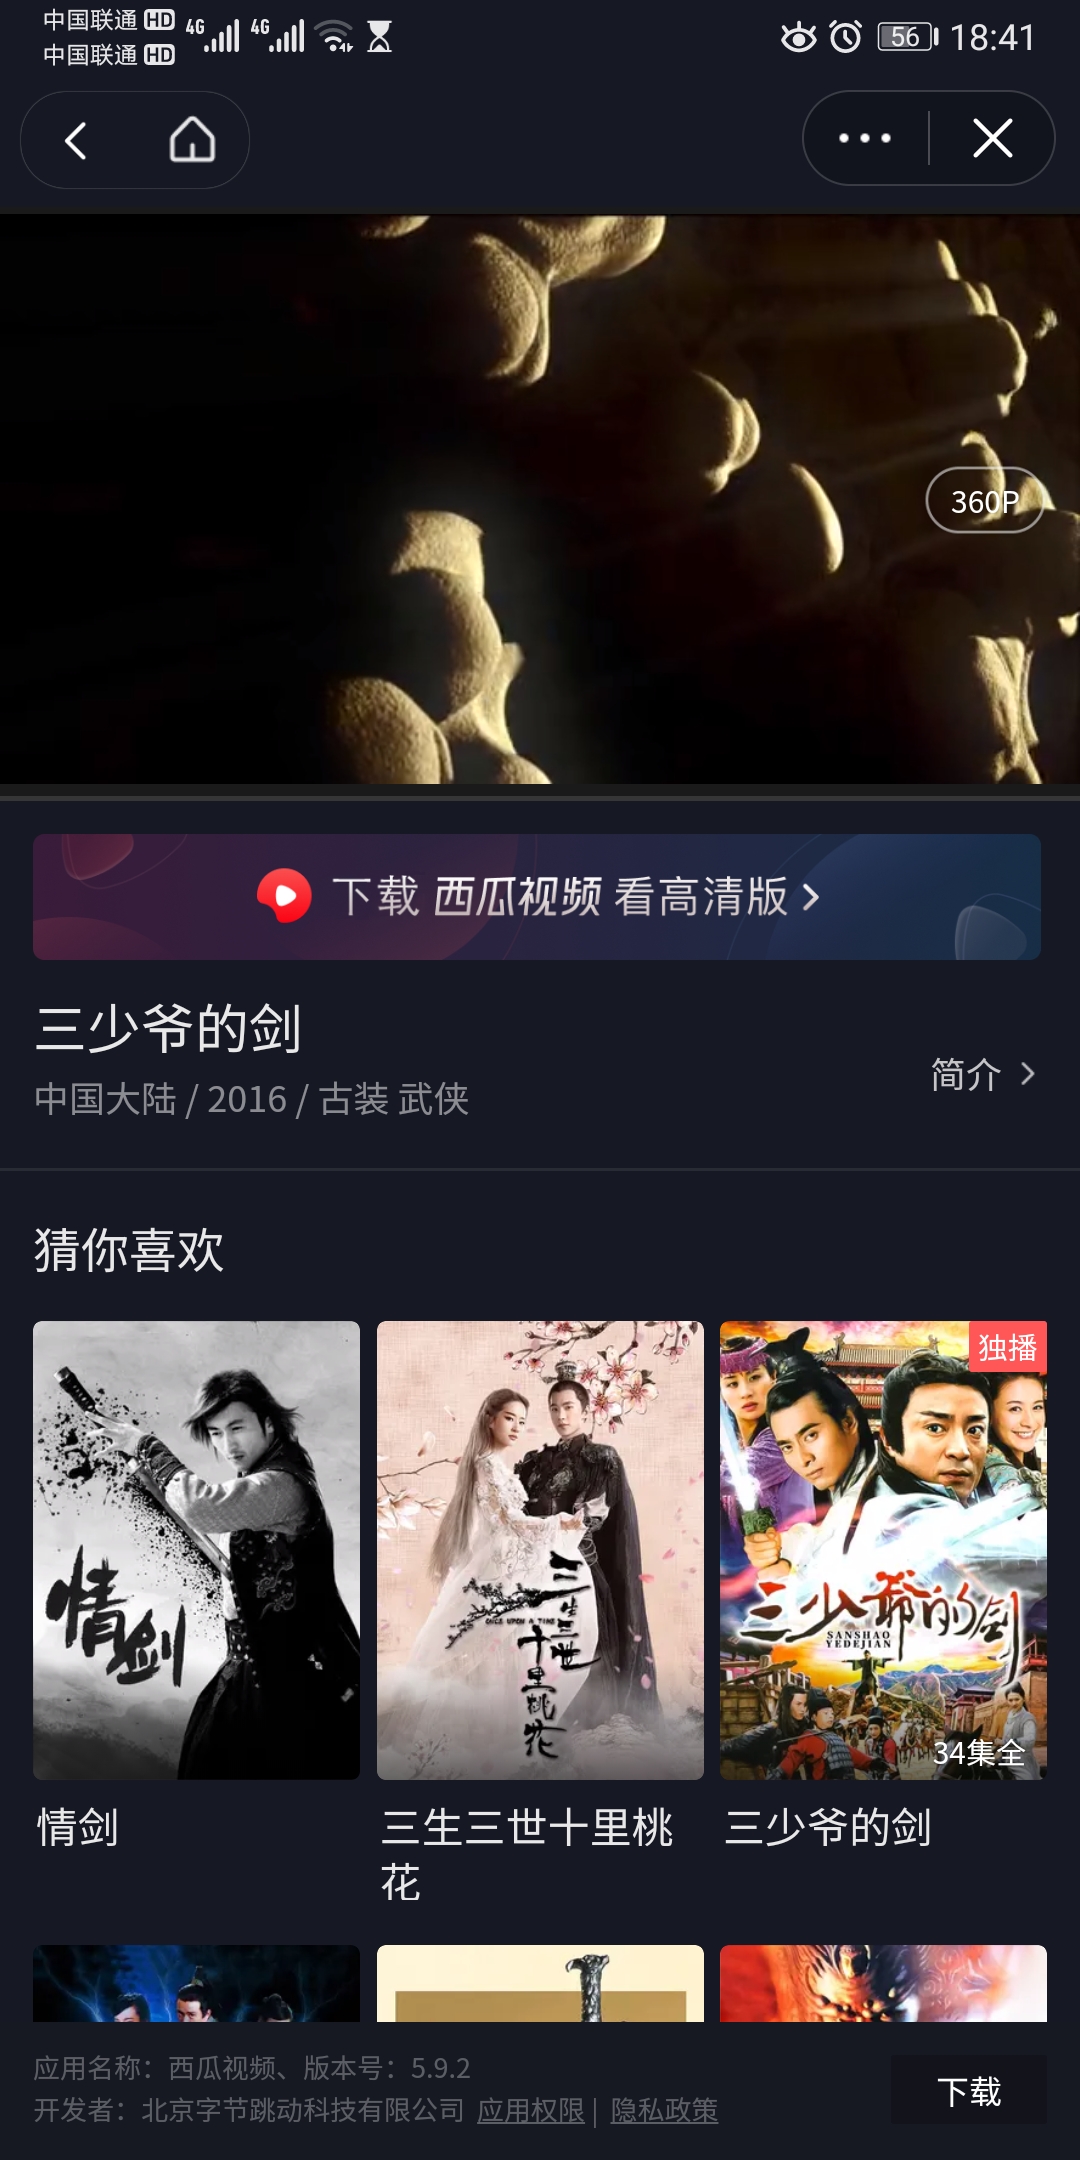 中国联通 HD 4G 4G 56 18:41
中国联通 HD
360P
下载 西瓜视频 看高清版
三少爷的剑
中国大陆 / 2016 / 古装 武侠
简介
猜你喜欢
独播
情剑
三生三世
十里桃花
ONCE UPON A TIME
三少爷的剑
SANSHAO
YEDEJIAN
34集全
情剑
三生三世十里桃
花
三少爷的剑
应用名称：西瓜视频、版本号：5.9.2
开发者：北京字节跳动科技有限公司 应用权限 | 隐私政策
下载